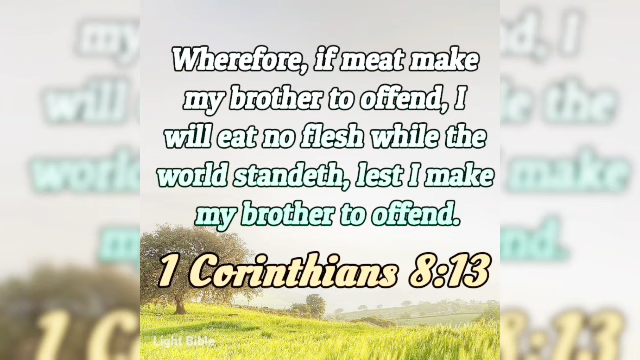 Wherefore, if meat make
my brother to offend, I
will eat no flesh while the
world standeth, lest I make
my brother to offend.
1 Corinthians 8:13
Light Bible